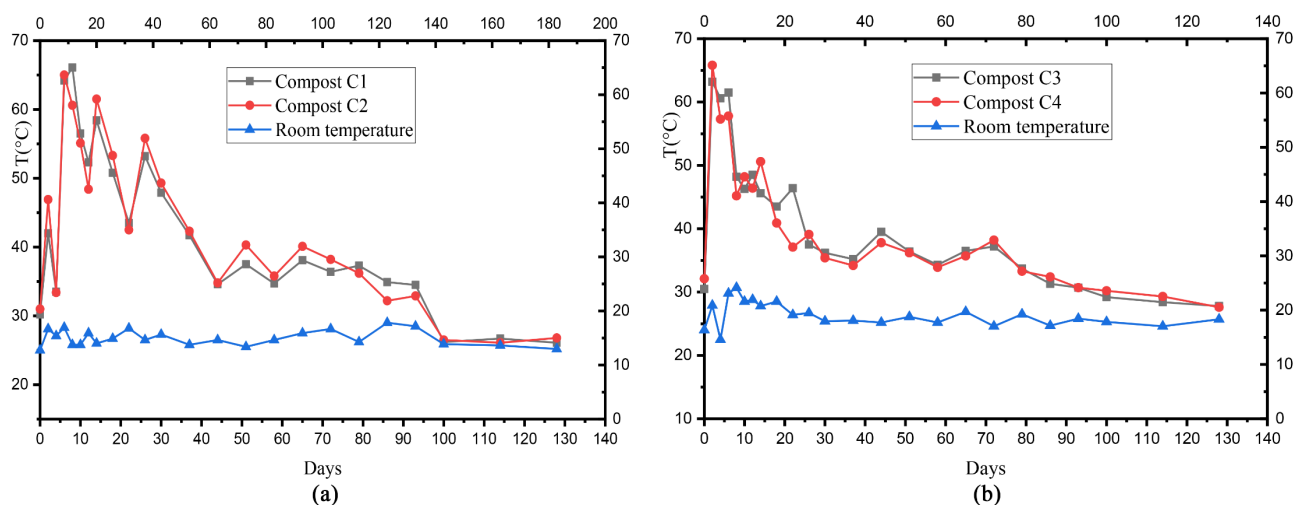 0 20 40 60 80 100 120 140 160 180 200
70 70
60 60
50 50
40 40
30 30
20 20
10
0
T(°C)
Compost C1
Compost C2
Room temperature
0 10 20 30 40 50 60 70 80 90 100 110 120 130 140
Days
(a)
0 20 40 60 80 100 120 140
70 70
60 60
50 50
40 40
30 30
20 20
10 10
0
T(°C)
Compost C3
Compost C4
Room temperature
0 10 20 30 40 50 60 70 80 90 100 110 120 130 140
Days
(b)